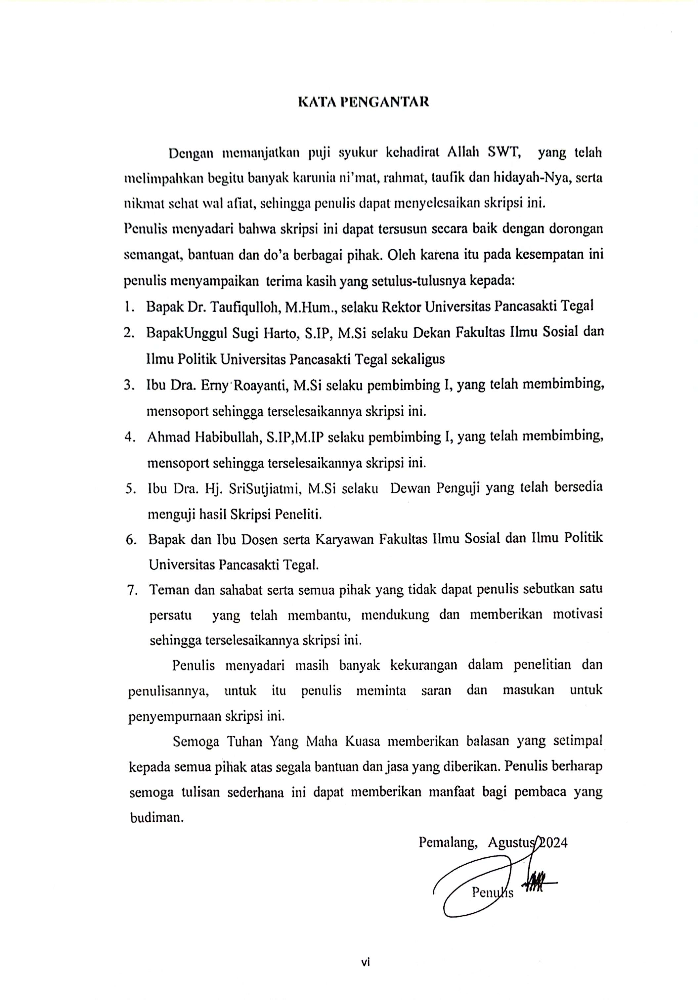 KATA PENGANTAR
Dengan memanjatkan puji syukur kehadirat Allah SWT, yang telah
melimpahkan begitu banyak karunia ni'mat, rahmat, taufik dan hidayah-Nya, serta
nikmat sehat wal afiat, sehingga penulis dapat menyelesaikan skripsi ini.
Penulis menyadari bahwa skripsi ini dapat tersusun secara baik dengan dorongan
semangat, bantuan dan do'a berbagai pihak. Oleh karena itu pada kesempatan ini
penulis menyampaikan terima kasih yang setulus-tulusnya kepada:
1. Bapak Dr. Taufiqulloh, M.Hum., selaku Rektor Universitas Pancasakti Tegal
2. BapakUnggul Sugi Harto, S.IP, M.Si selaku Dekan Fakultas Ilmu Sosial dan
Ilmu Politik Universitas Pancasakti Tegal sekaligus
3. Ibu Dra. Erny Roayanti, M.Si selaku pembimbing I, yang telah membimbing,
mensoport sehingga terselesaikannya skripsi ini.
4. Ahmad Habibullah, S.IP,M.IP selaku pembimbing I, yang telah membimbing,
mensoport sehingga terselesaikannya skripsi ini.
5. Ibu Dra. Hj. SriSutjiatmi, M.Si selaku Dewan Penguji yang telah bersedia
menguji hasil Skripsi Peneliti.
6. Bapak dan Ibu Dosen serta Karyawan Fakultas Ilmu Sosial dan Ilmu Politik
Universitas Pancasakti Tegal.
7. Teman dan sahabat serta semua pihak yang tidak dapat penulis sebutkan satu
persatu yang telah membantu, mendukung dan memberikan motivasi
sehingga terselesaikannya skripsi ini.
Penulis menyadari masih banyak kekurangan dalam penelitian dan
penulisannya, untuk itu penulis meminta saran dan masukan untuk
penyempurnaan skripsi ini.
Semoga Tuhan Yang Maha Kuasa memberikan balasan yang setimpal
kepada semua pihak atas segala bantuan dan jasa yang diberikan. Penulis berharap
semoga tulisan sederhana ini dapat memberikan manfaat bagi pembaca yang
budiman.
Pemalang, Agustus 2024
Penulis
vi